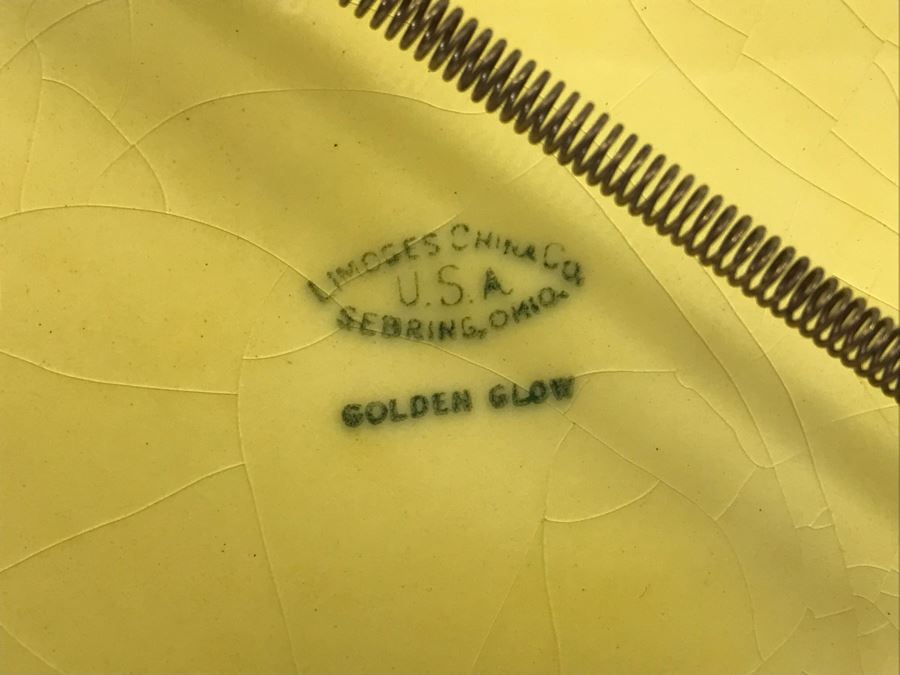 LIMOGES CHINA CO.
U.S.A
SEBRING, OHIO.
GOLDEN GLOW